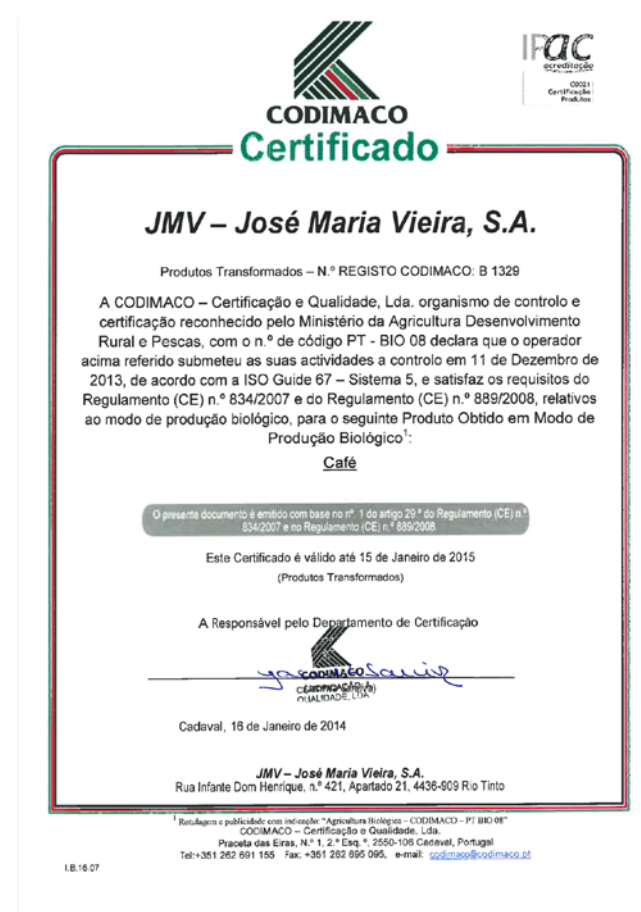 CODIMACO
IPAC
acreditação
C0021
Certificação
Produtos
Certificado
JMV – José Maria Vieira, S.A.
Produtos Transformados – N.º REGISTO CODIMACO: B 1329
A CODIMACO – Certificação e Qualidade, Lda. organismo de controlo e
certificação reconhecido pelo Ministério da Agricultura Desenvolvimento
Rural e Pescas, com o n.º de código PT - BIO 08 declara que o operador
acima referido submeteu as suas actividades a controlo em 11 de Dezembro de
2013, de acordo com a ISO Guide 67 – Sistema 5, e satisfaz os requisitos do
Regulamento (CE) n.º 834/2007 e do Regulamento (CE) n.º 889/2008, relativos
ao modo de produção biológico, para o seguinte Produto Obtido em Modo de
Produção Biológico¹:
Café
O presente documento é emitido com base no nº. 1 do artigo 29.º do Regulamento (CE) n.º
834/2007 e no Regulamento (CE) n.º 889/2008.
Este Certificado é válido até 15 de Janeiro de 2015
(Produtos Transformados)
A Responsável pelo Departamento de Certificação
CODIMACO
QUALIDADE, LDA
Cadaval, 16 de Janeiro de 2014
JMV – José Maria Vieira, S.A.
Rua Infante Dom Henrique, n.º 421, Apartado 21, 4436-909 Rio Tinto
¹ Rotulagem e publicidade com indicação: "Agricultura Biológica – CODIMACO – PT BIO 08"
CODIMACO – Certificação e Qualidade, Lda.
Praceta das Eiras, N.º 1, 2.º Esq. º, 2550-106 Cadaval, Portugal
Tel:+351 262 691 155 Fax: +351 262 695 095, e-mail: codimaco@codimaco.pt
I.B.16.07